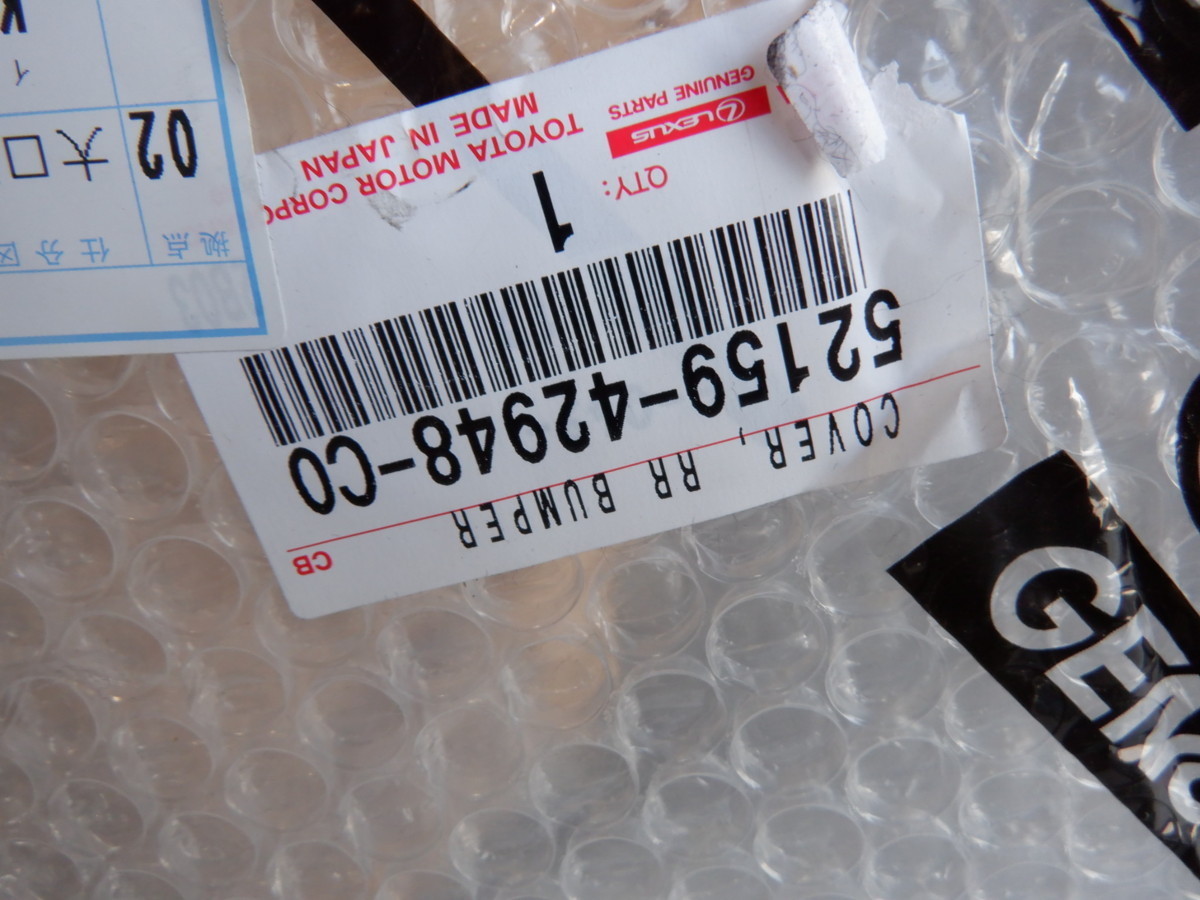 COVER, RR BUMPER
CB
52159-42948-C0
QTY:
1
LEXUS
GENUINE PARTS
TOYOTA MOTOR CORPO
MADE IN JAPAN
拠点
仕分区
02
大口
GENU